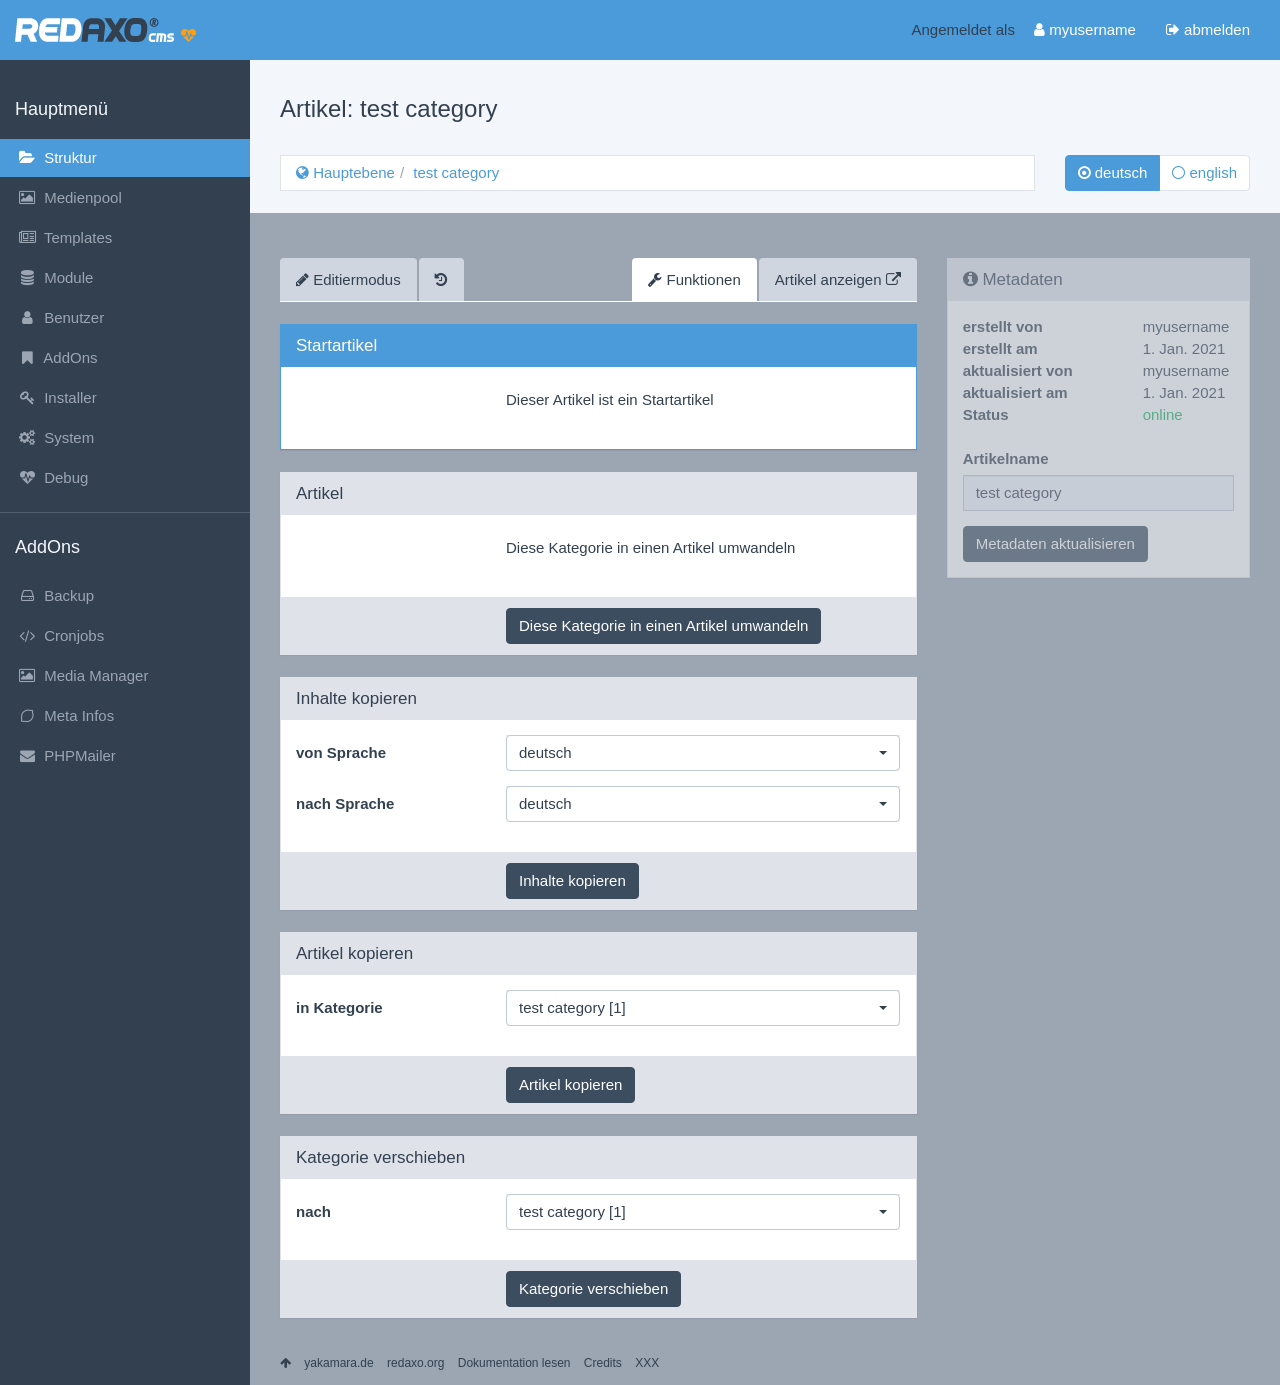 REDAXO® cms
Angemeldet als myusername abmelden
Hauptmenü
Struktur
Medienpool
Templates
Module
Benutzer
AddOns
Installer
System
Debug
AddOns
Backup
Cronjobs
Media Manager
Meta Infos
PHPMailer
Artikel: test category
Hauptebene / test category
deutsch english
Editiermodus
Funktionen
Artikel anzeigen
Startartikel
Dieser Artikel ist ein Startartikel
Artikel
Diese Kategorie in einen Artikel umwandeln
Diese Kategorie in einen Artikel umwandeln
Inhalte kopieren
von Sprache deutsch
nach Sprache deutsch
Inhalte kopieren
Artikel kopieren
in Kategorie test category [1]
Artikel kopieren
Kategorie verschieben
nach test category [1]
Kategorie verschieben
Metadaten
erstellt von myusername
erstellt am 1. Jan. 2021
aktualisiert von myusername
aktualisiert am 1. Jan. 2021
Status online
Artikelname
test category
Metadaten aktualisieren
yakamara.de redaxo.org Dokumentation lesen Credits XXX